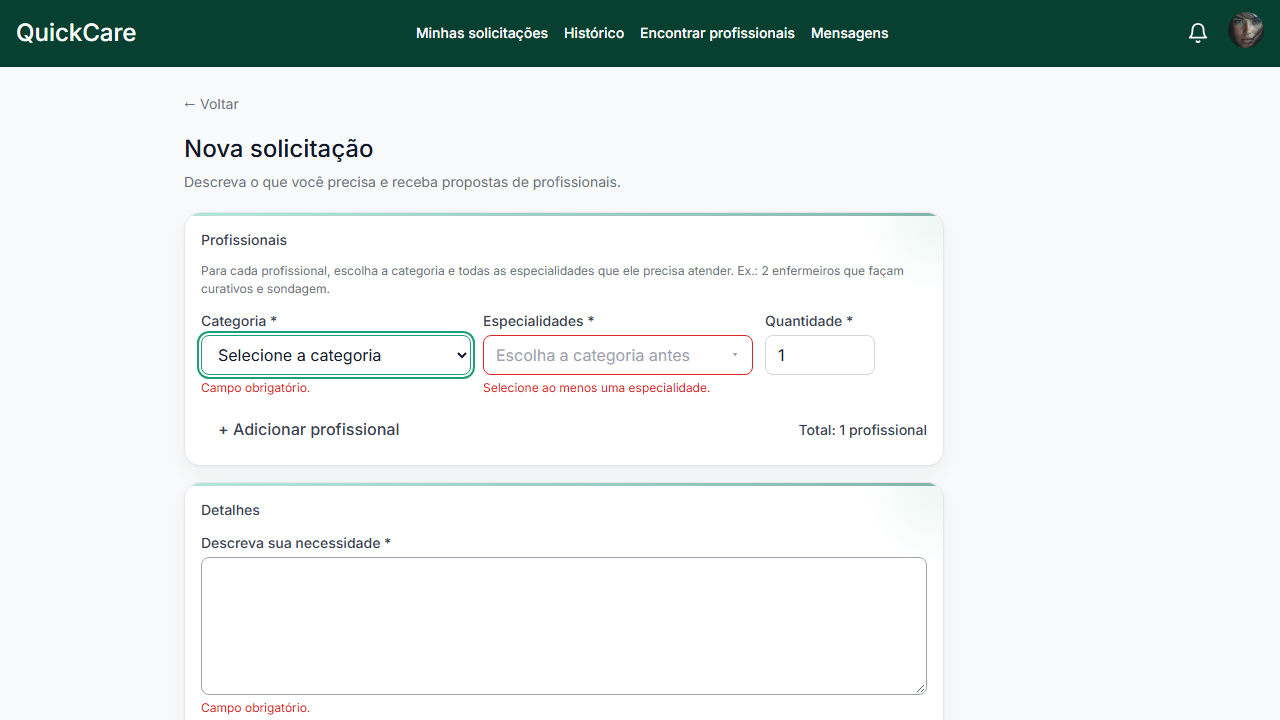 QuickCare
Minhas solicitações
Histórico
Encontrar profissionais
Mensagens
← Voltar
Nova solicitação
Descreva o que você precisa e receba propostas de profissionais.
Profissionais
Para cada profissional, escolha a categoria e todas as especialidades que ele precisa atender. Ex.: 2 enfermeiros que façam
curativos e sondagem.
Categoria *
Especialidades *
Quantidade *
Selecione a categoria
Escolha a categoria antes
1
Campo obrigatório.
Selecione ao menos uma especialidade.
+ Adicionar profissional
Total: 1 profissional
Detalhes
Descreva sua necessidade *
Campo obrigatório.